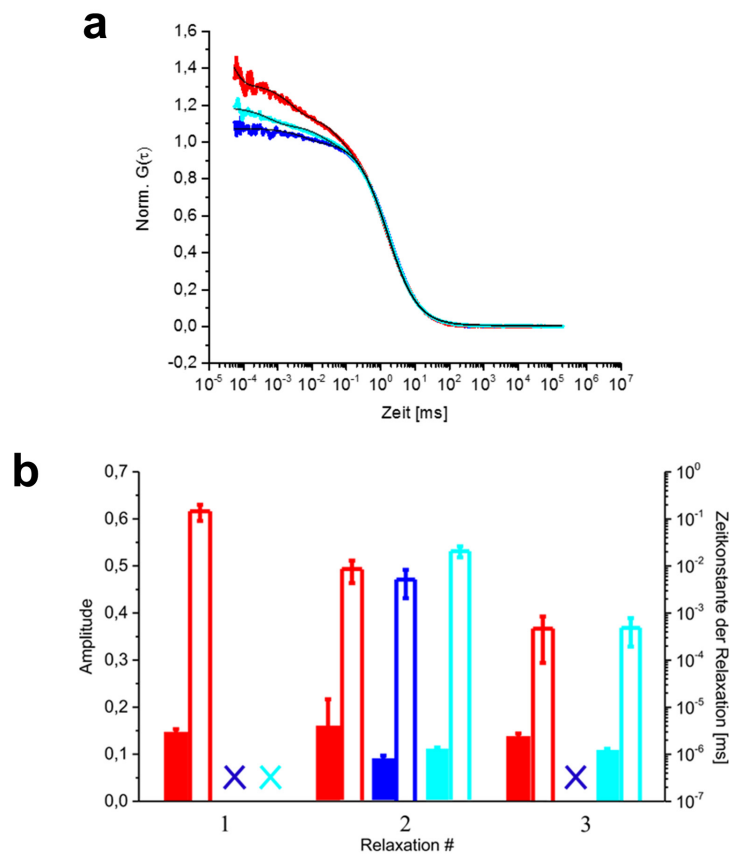 a
1,6
1,4
1,2
1,0
0,8
0,6
0,4
0,2
0,0
-0,2
Norm. G(τ)
10⁻⁵ 10⁻⁴ 10⁻³ 10⁻² 10⁻¹ 10⁰ 10¹ 10² 10³ 10⁴ 10⁵ 10⁶ 10⁷
Zeit [ms]
b
0,7
0,6
0,5
0,4
0,3
0,2
0,1
0,0
Amplitude
10⁰
10⁻¹
10⁻²
10⁻³
10⁻⁴
10⁻⁵
10⁻⁶
10⁻⁷
Zeitkonstante der Relaxation [ms]
1 2 3
Relaxation #